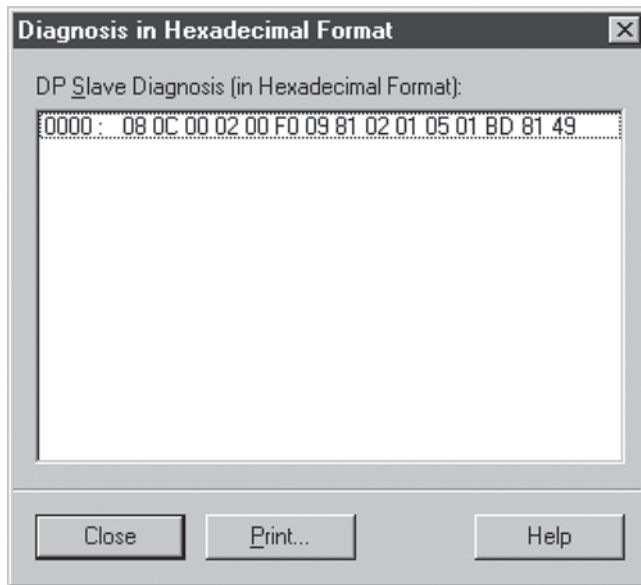 Diagnosis in Hexadecimal Format
DP Slave Diagnosis (in Hexadecimal Format):
0000 : 08 0C 00 02 00 F0 09 81 02 01 05 01 BD 81 49
Close Print... Help